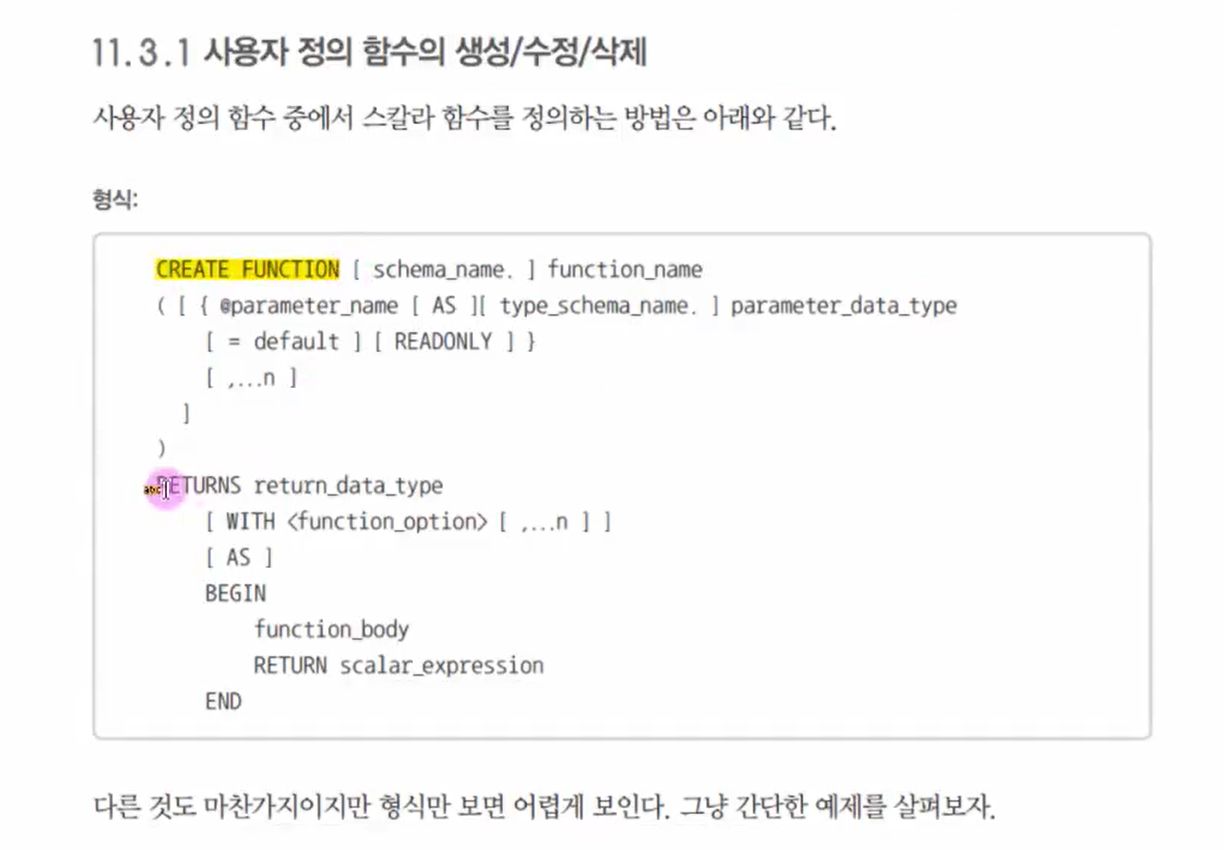 11.3.1 사용자 정의 함수의 생성/수정/삭제
사용자 정의 함수 중에서 스칼라 함수를 정의하는 방법은 아래와 같다.
형식:
CREATE FUNCTION [ schema_name. ] function_name
( [ { @parameter_name [ AS ][ type_schema_name. ] parameter_data_type
[ = default ] [ READONLY ] }
[ ,...n ]
]
)
RETURNS return_data_type
[ WITH <function_option> [ ,...n ] ]
[ AS ]
BEGIN
function_body
RETURN scalar_expression
END
다른 것도 마찬가지이지만 형식만 보면 어렵게 보인다. 그냥 간단한 예제를 살펴보자.